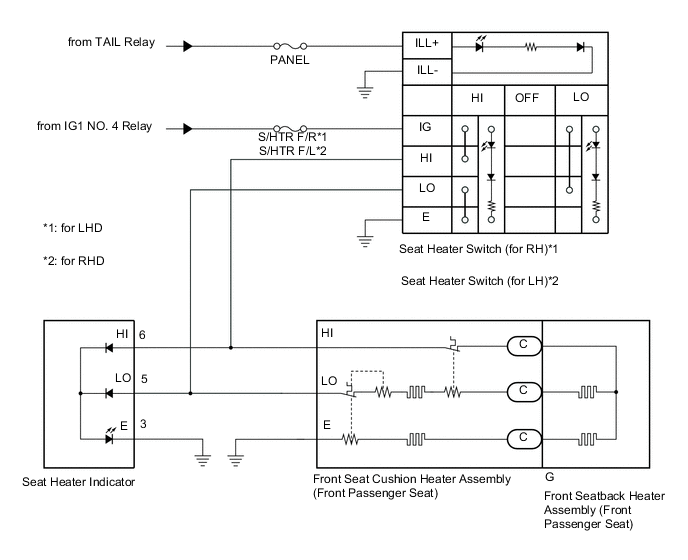 from TAIL Relay
PANEL
ILL+
ILL-
HI
OFF
LO
from IG1 NO. 4 Relay
S/HTR F/R*1
S/HTR F/L*2
IG
HI
LO
E
*1: for LHD
*2: for RHD
Seat Heater Switch (for RH)*1
Seat Heater Switch (for LH)*2
HI
6
LO
5
E
3
Seat Heater Indicator
HI
LO
E
C
C
C
Front Seat Cushion Heater Assembly
(Front Passenger Seat)
G
Front Seatback Heater
Assembly (Front
Passenger Seat)